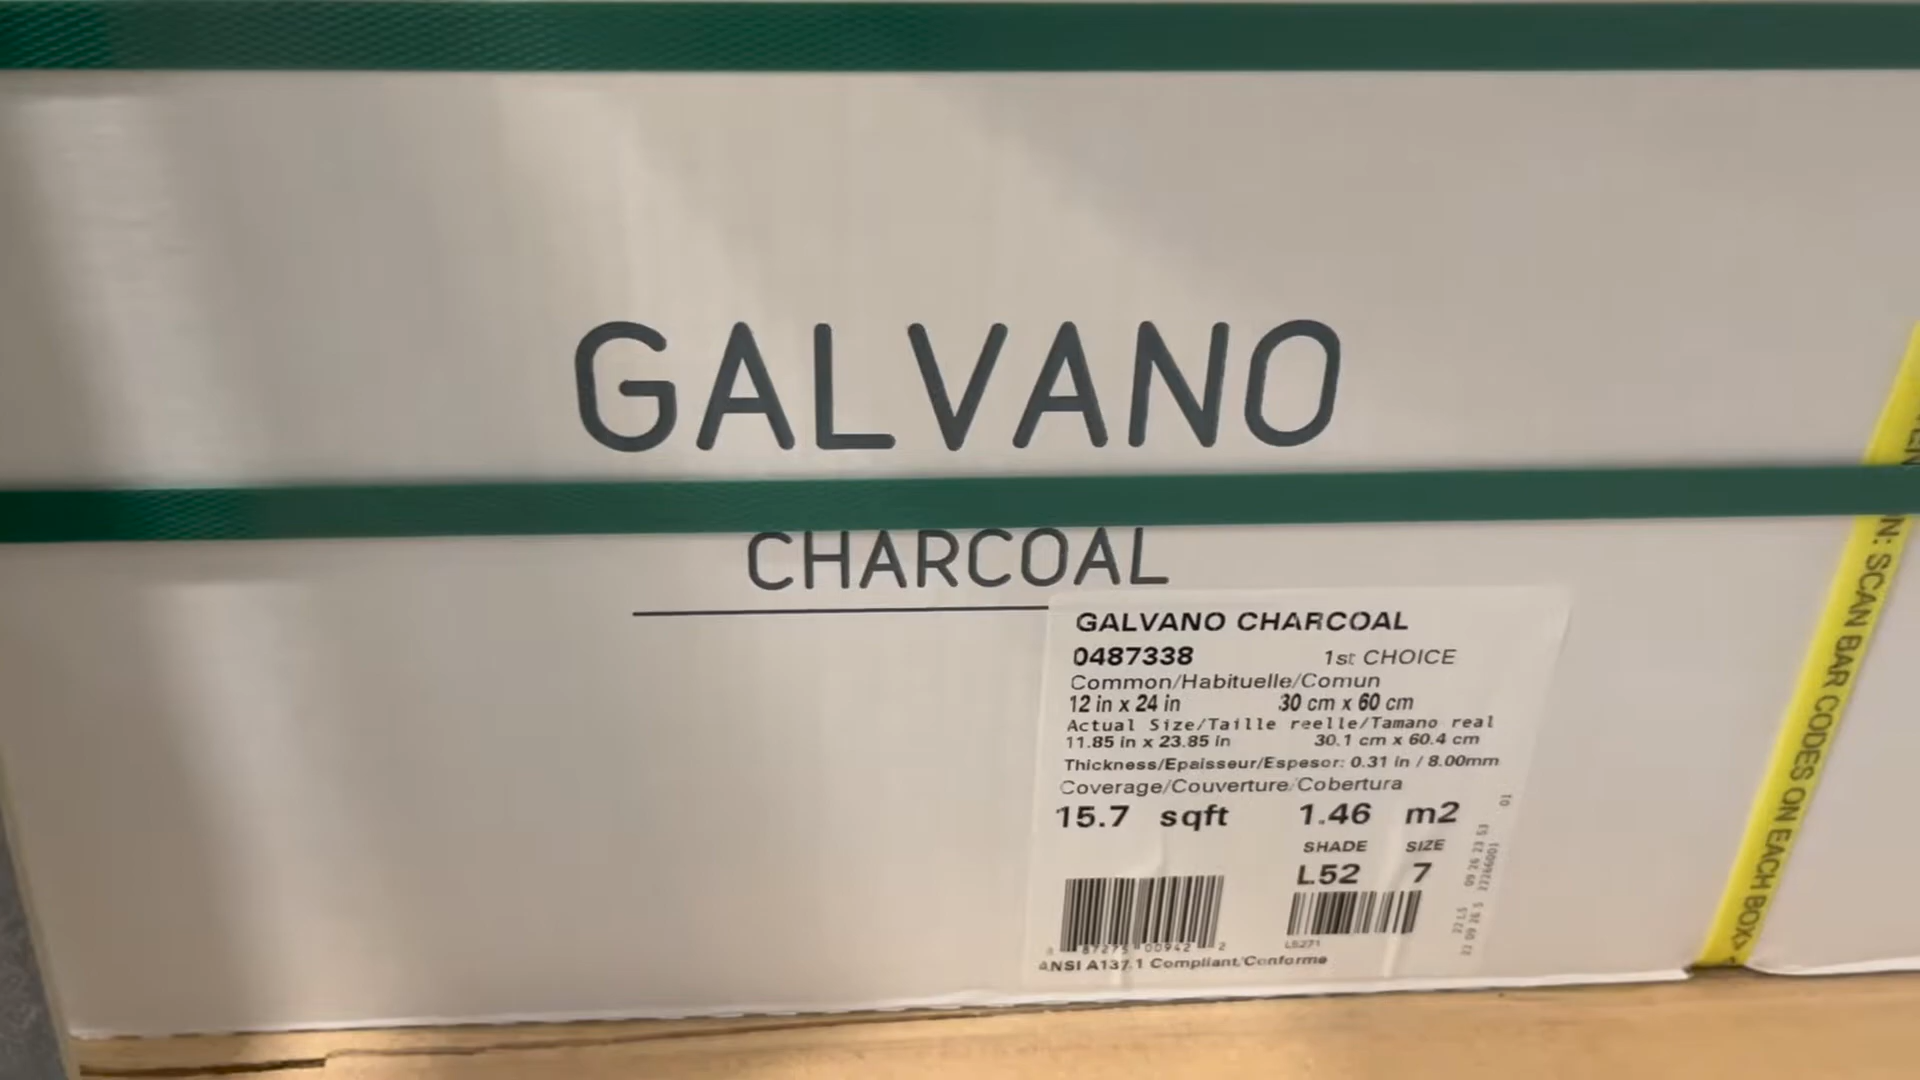 GALVANO
CHARCOAL
GALVANO CHARCOAL
0487338 1st CHOICE
Common/Habituelle/Comun
12 in x 24 in 30 cm x 60 cm
Actual Size/Taille reelle/Tamano real
11.85 in x 23.85 in 30.1 cm x 60.4 cm
Thickness/Epaisseur/Espesor: 0.31 in / 8.00mm
Coverage/Couverture/Cobertura
15.7 sqft 1.46 m2
SHADE SIZE
L52 7
L5271
ANSI A137.1 Compliant/Conforme
N: SCAN BAR CODES ON EACH BOX